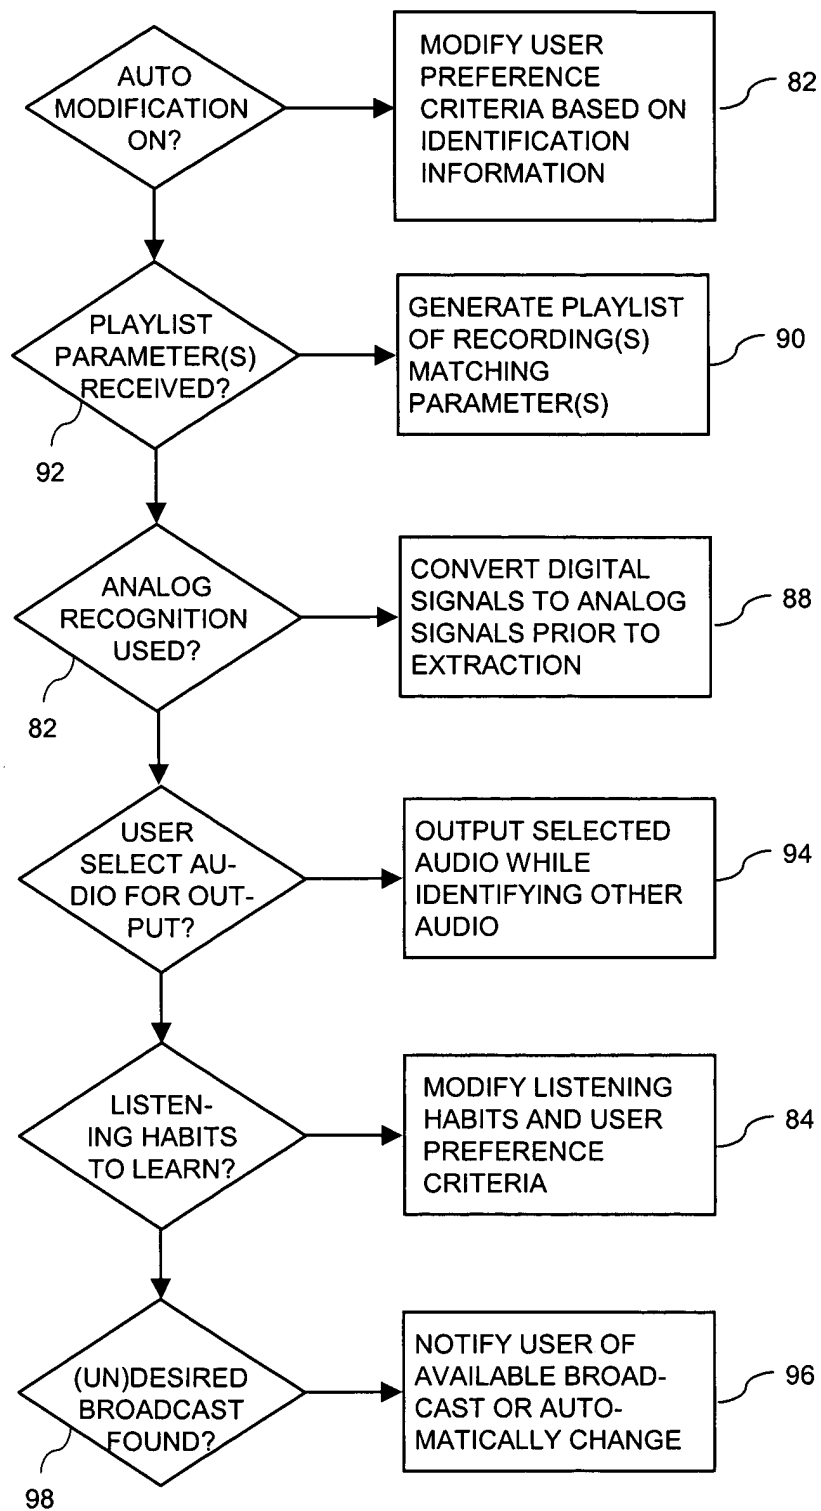 AUTO
MODIFICATION
ON?
MODIFY USER
PREFERENCE
CRITERIA BASED ON
IDENTIFICATION
INFORMATION
82
PLAYLIST
PARAMETER(S)
RECEIVED?
92
GENERATE PLAYLIST
OF RECORDING(S)
MATCHING
PARAMETER(S)
90
ANALOG
RECOGNITION
USED?
82
CONVERT DIGITAL
SIGNALS TO ANALOG
SIGNALS PRIOR TO
EXTRACTION
88
USER
SELECT AU-
DIO FOR OUT-
PUT?
OUTPUT SELECTED
AUDIO WHILE
IDENTIFYING OTHER
AUDIO
94
LISTEN-
ING HABITS
TO LEARN?
MODIFY LISTENING
HABITS AND USER
PREFERENCE
CRITERIA
84
(UN)DESIRED
BROADCAST
FOUND?
98
NOTIFY USER OF
AVAILABLE BROAD-
CAST OR AUTO-
MATICALLY CHANGE
96